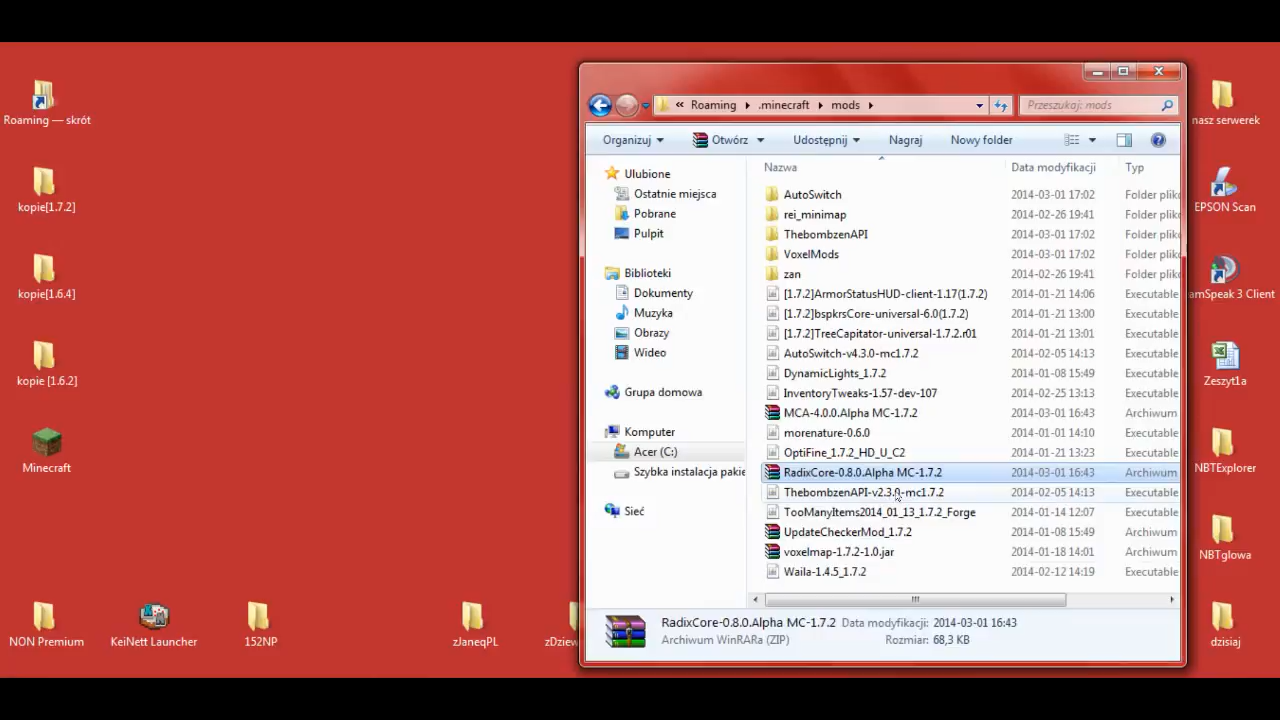 Roaming — skrót
kopie[1.7.2]
kopie[1.6.4]
kopie [1.6.2]
Minecraft
NON Premium
KeiNett Launcher
152NP
zJaneqPL
zDziew
« Roaming ▸ .minecraft ▸ mods ▸
Przeszukaj: mods
Organizuj
Otwórz
Udostępnij
Nagraj
Nowy folder
Ulubione
Ostatnie miejsca
Pobrane
Pulpit
Biblioteki
Dokumenty
Muzyka
Obrazy
Wideo
Grupa domowa
Komputer
Acer (C:)
Szybka instalacja pakie
Sieć
Nazwa Data modyfikacji Typ
AutoSwitch 2014-03-01 17:02 Folder plikó
rei_minimap 2014-02-26 19:41 Folder plikó
ThebombzenAPI 2014-03-01 17:02 Folder plikó
VoxelMods 2014-03-01 17:02 Folder plikó
zan 2014-02-26 19:41 Folder plikó
[1.7.2]ArmorStatusHUD-client-1.17(1.7.2) 2014-01-21 14:06 Executable
[1.7.2]bspkrsCore-universal-6.0(1.7.2) 2014-01-21 13:00 Executable
[1.7.2]TreeCapitator-universal-1.7.2.r01 2014-01-21 13:01 Executable
AutoSwitch-v4.3.0-mc1.7.2 2014-02-05 14:13 Executable
DynamicLights_1.7.2 2014-01-08 15:49 Executable
InventoryTweaks-1.57-dev-107 2014-02-25 13:13 Executable
MCA-4.0.0.Alpha MC-1.7.2 2014-03-01 16:43 Archiwum
morenature-0.6.0 2014-03-01 14:10 Executable
OptiFine_1.7.2_HD_U_C2 2014-03-01 14:09 Executable
RadixCore-0.8.0.Alpha MC-1.7.2 2014-03-01 16:43 Archiwum
ThebombzenAPI-v2.3.0-mc1.7.2 2014-02-05 14:13 Executable
TooManyItems2014_01_13_1.7.2_Forge 2014-01-14 12:07 Executable
UpdateCheckerMod_1.7.2 2014-01-08 15:49 Archiwum
voxelmap-1.7.2-1.0.jar 2014-01-18 14:01 Archiwum
Waila-1.4.5_1.7.2 2014-02-12 14:19 Executable
RadixCore-0.8.0.Alpha MC-1.7.2 Data modyfikacji: 2014-03-01 16:43
Archiwum WinRARa (ZIP) Rozmiar: 68,3 KB
nasz serwerek
EPSON Scan
amSpeak 3 Client
Zeszyt1a
NBTExplorer
NBTglowa
dzisiaj